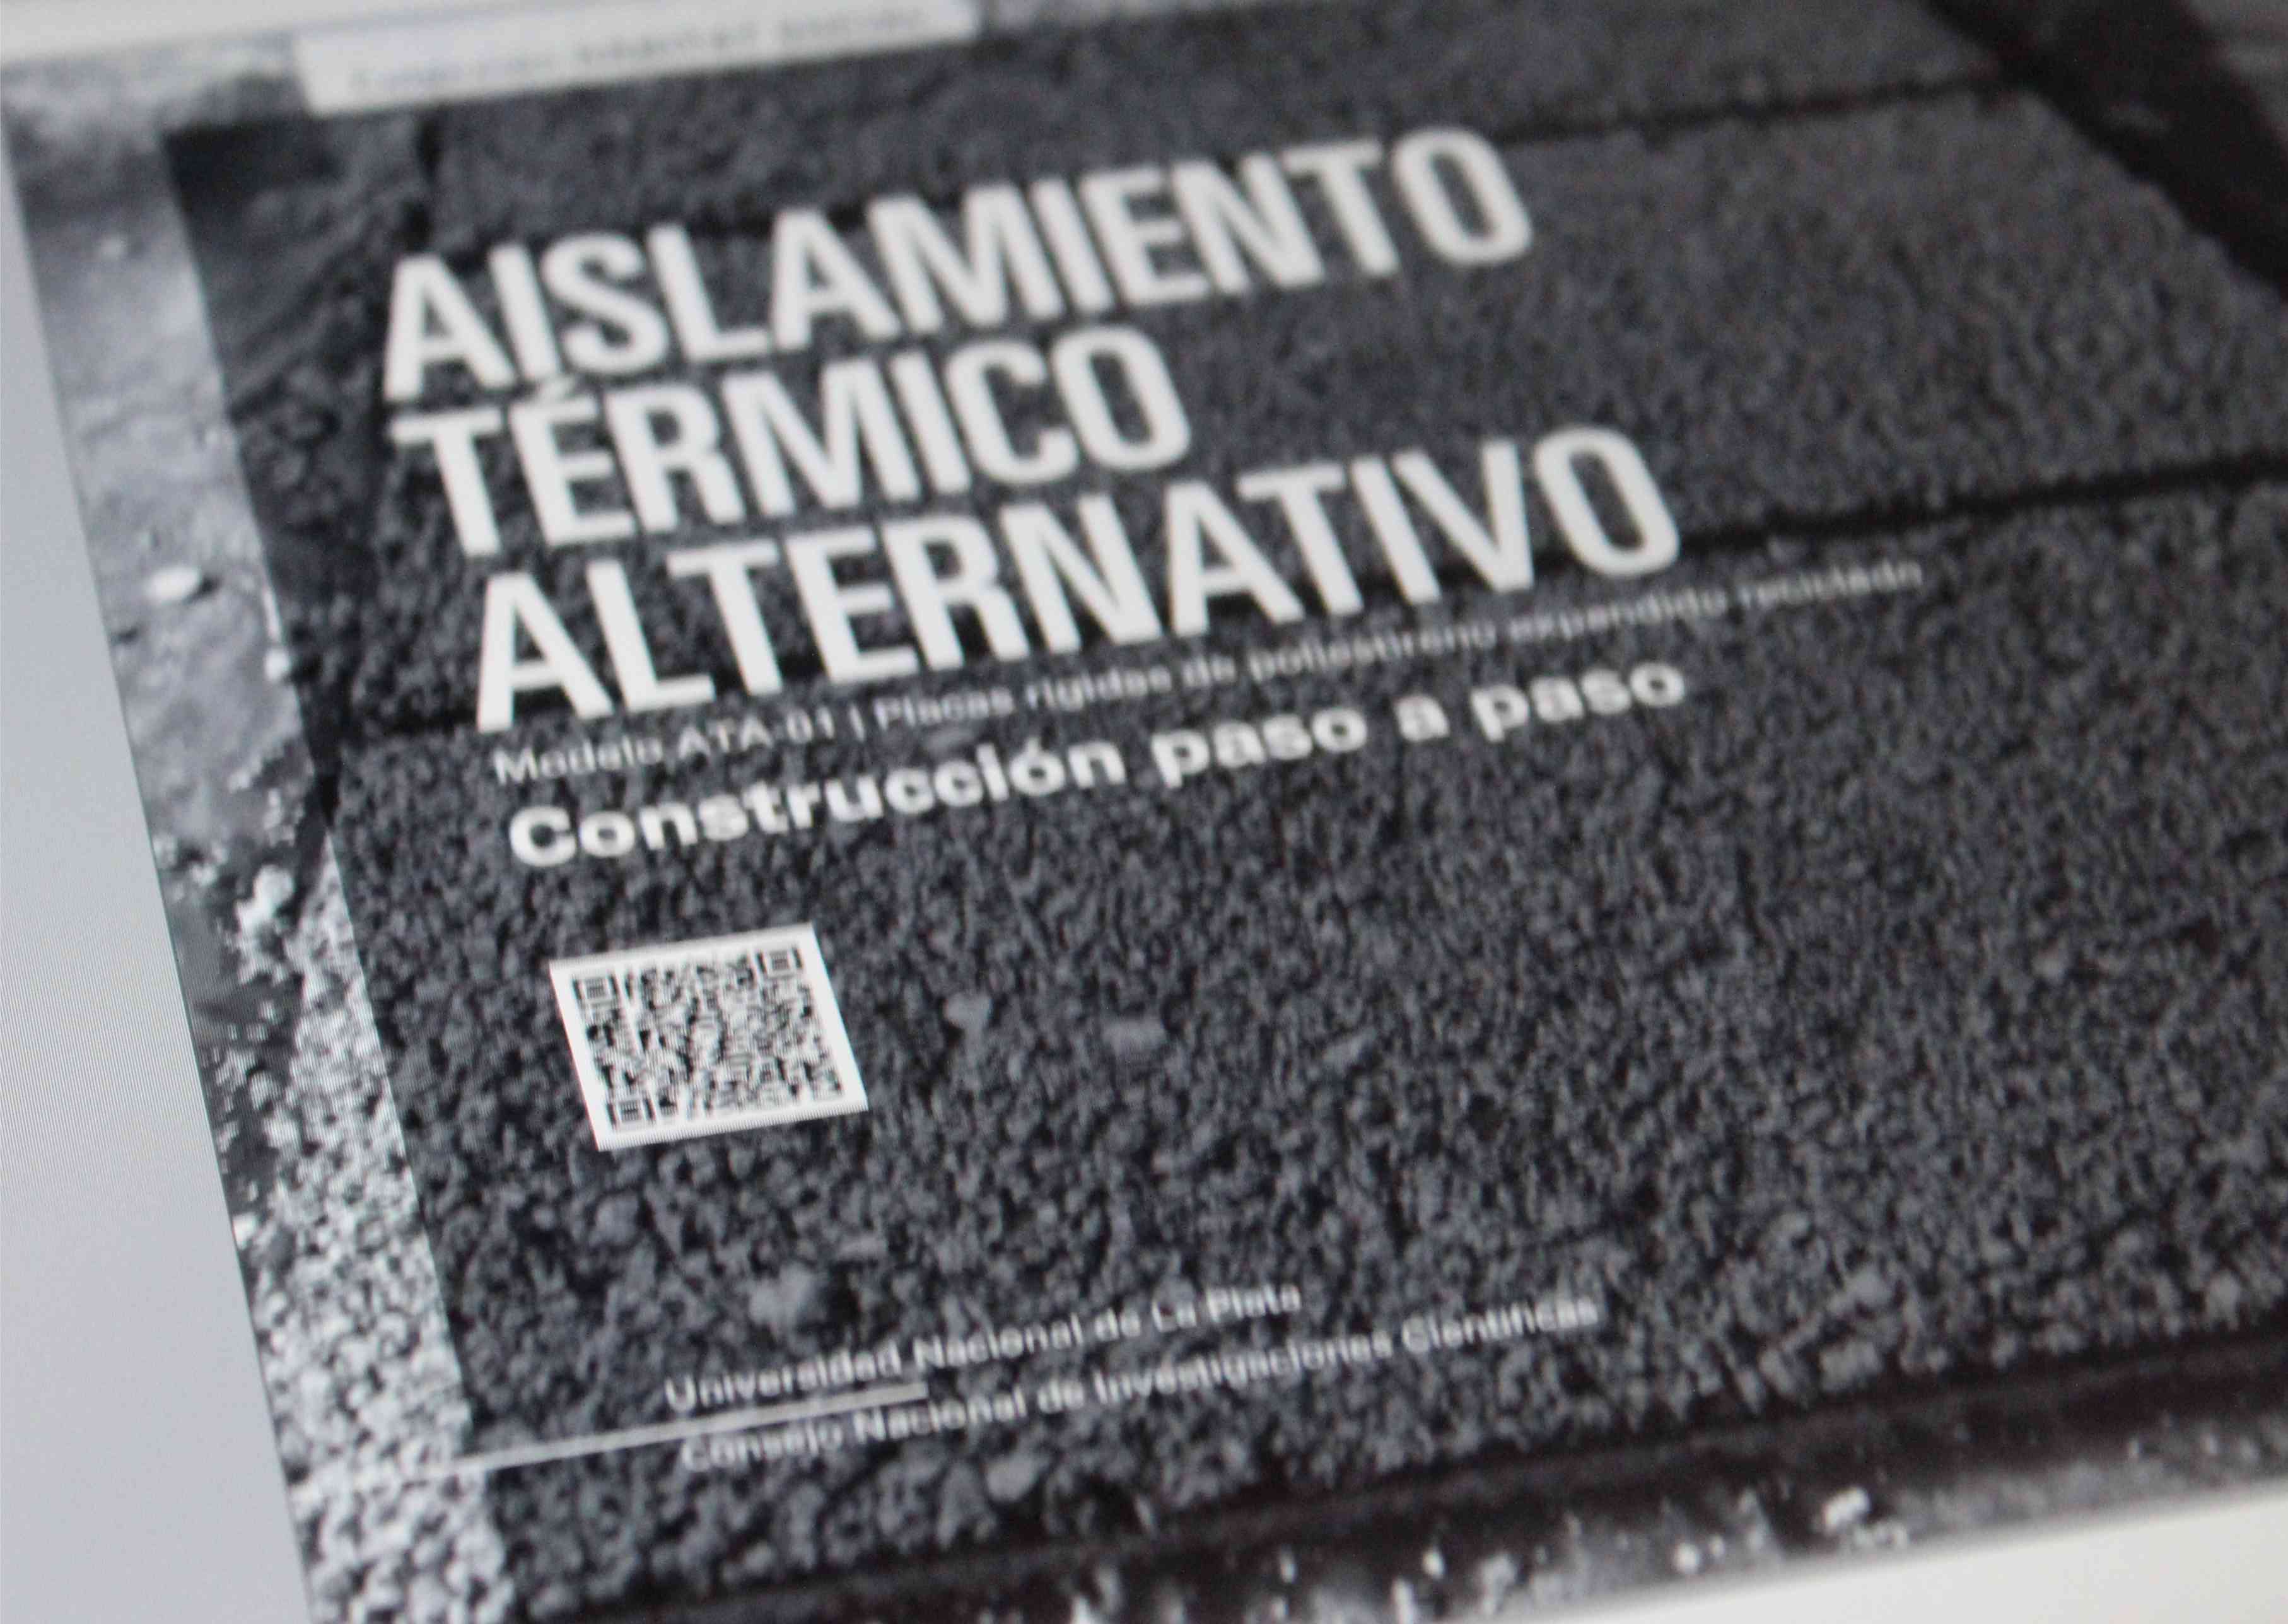 AISLAMIENTO
TÉRMICO
ALTERNATIVO
Modelo ATA-01 | Placas rígidas de poliestireno expandido reciclado
Construcción paso a paso
Universidad Nacional de La Plata
Consejo Nacional de Investigaciones Científicas